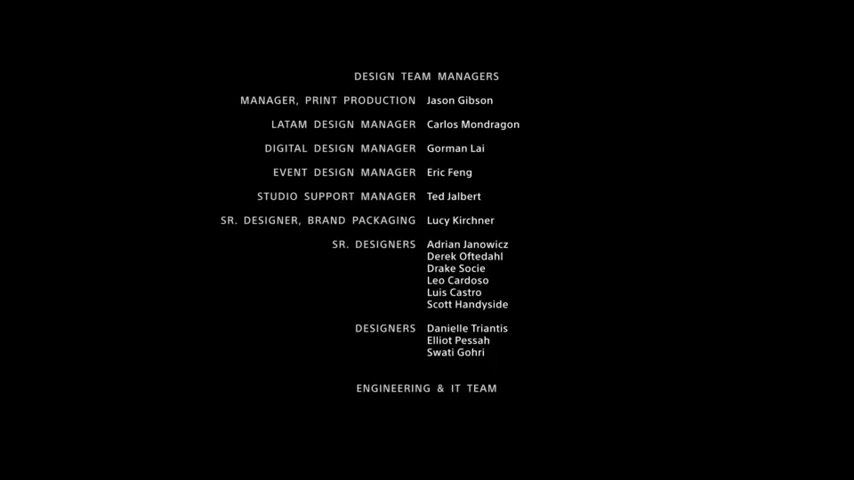 DESIGN TEAM MANAGERS
MANAGER, PRINT PRODUCTION Jason Gibson
LATAM DESIGN MANAGER Carlos Mondragon
DIGITAL DESIGN MANAGER Gorman Lai
EVENT DESIGN MANAGER Eric Feng
STUDIO SUPPORT MANAGER Ted Jalbert
SR. DESIGNER, BRAND PACKAGING Lucy Kirchner
SR. DESIGNERS Adrian Janowicz
Derek Oftedahl
Drake Socie
Leo Cardoso
Luis Castro
Scott Handyside
DESIGNERS Danielle Triantis
Elliot Pessah
Swati Gohri
ENGINEERING & IT TEAM